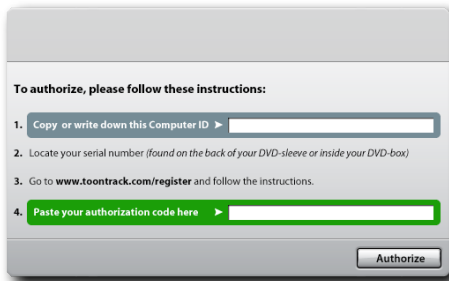 To authorize, please follow these instructions:
1. Copy or write down this Computer ID ➤
2. Locate your serial number (found on the back of your DVD-sleeve or inside your DVD-box)
3. Go to www.toontrack.com/register and follow the instructions.
4. Paste your authorization code here ➤
Authorize